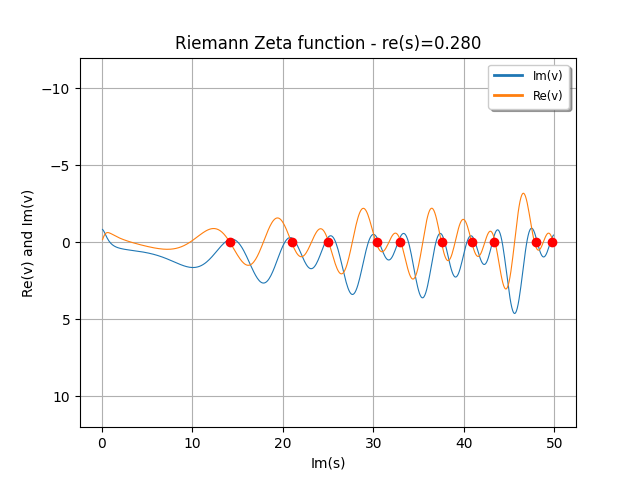 Riemann Zeta function - re(s)=0.280
Im(v)
Re(v)
−10
−5
0
5
10
Re(v) and Im(v)
0
10
20
30
40
50
Im(s)